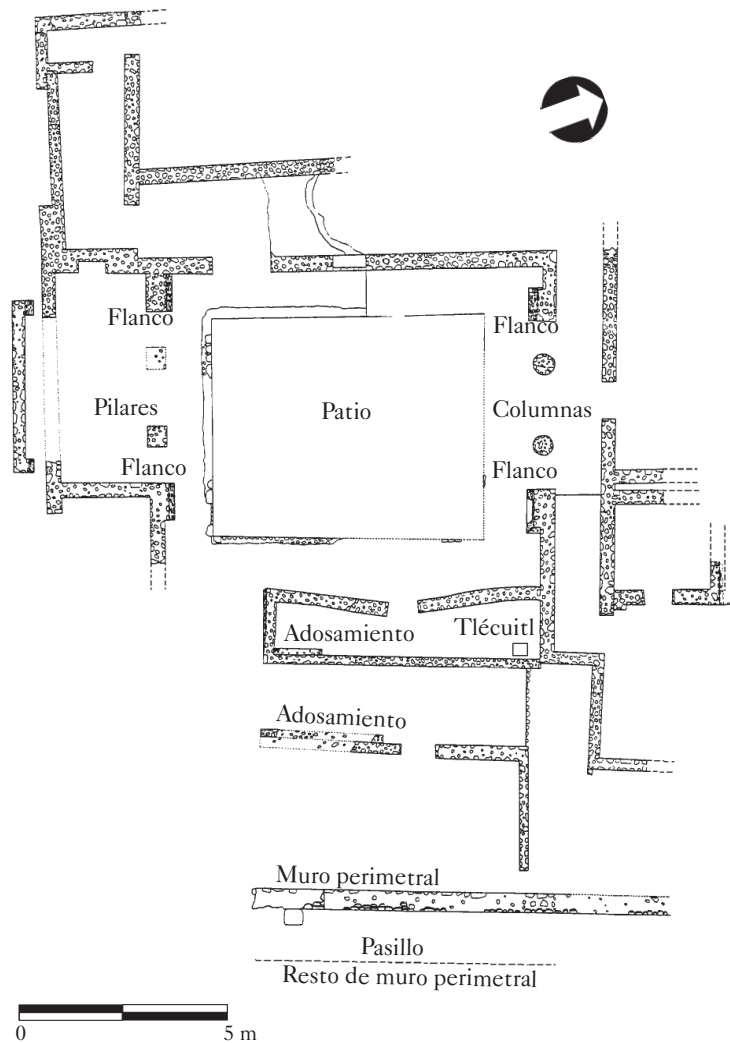 Flanco
Flanco
Pilares
Patio
Columnas
Flanco
Flanco
Adosamiento
Tlécuitl
Adosamiento
Muro perimetral
Pasillo
Resto de muro perimetral
0
5 m